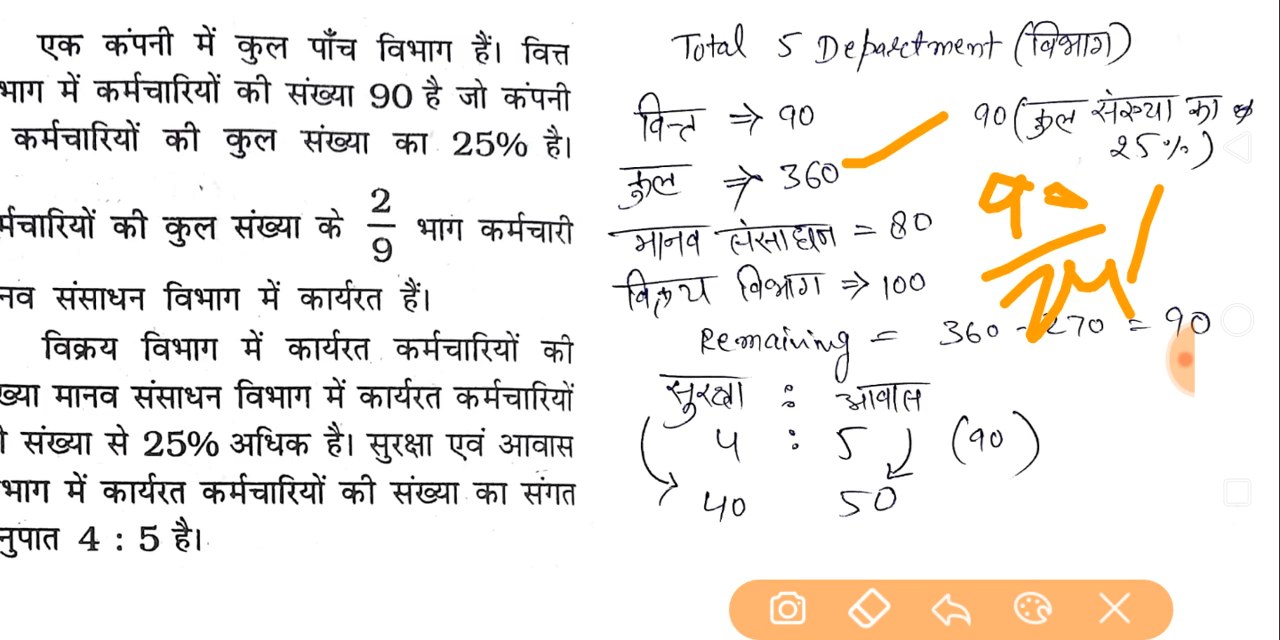 एक कंपनी में कुल पाँच विभाग हैं। वित्त
भाग में कर्मचारियों की संख्या 90 है जो कंपनी
कर्मचारियों की कुल संख्या का 25% है।
र्मचारियों की कुल संख्या के 2/9 भाग कर्मचारी
नव संसाधन विभाग में कार्यरत हैं।
विक्रय विभाग में कार्यरत कर्मचारियों की
ख्या मानव संसाधन विभाग में कार्यरत कर्मचारियों
ी संख्या से 25% अधिक है। सुरक्षा एवं आवास
भाग में कार्यरत कर्मचारियों की संख्या का संगत
नुपात 4 : 5 है।
Total 5 Department (विभाग)
वित्त ⇒ 90
90 (कुल संख्या का
25%)
कुल ⇒ 360
90/25
मानव संसाधन = 80
विक्रय विभाग ⇒ 100
Remaining = 360 - 270 = 90
सुरक्षा : आवास
4 : 5 (90)
40 50